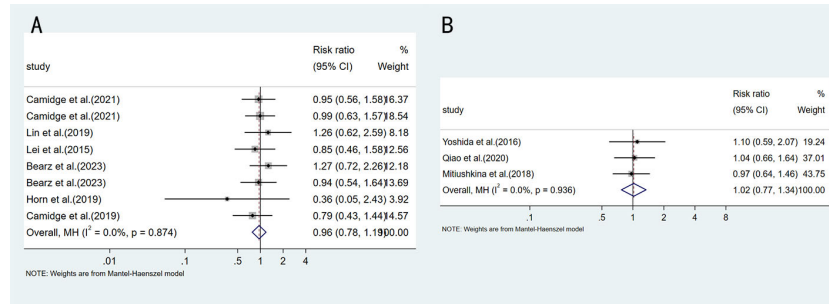 A
Risk ratio %
study (95% CI) Weight
Camidge et al.(2021) 0.95 (0.56, 1.58)16.37
Camidge et al.(2021) 0.99 (0.63, 1.57)18.54
Lin et al.(2019) 1.26 (0.62, 2.59) 8.18
Lei et al.(2015) 0.85 (0.46, 1.58)12.56
Bearz et al.(2023) 1.27 (0.72, 2.26)12.18
Bearz et al.(2023) 0.94 (0.54, 1.64)13.69
Horn et al.(2019) 0.36 (0.05, 2.43) 3.92
Camidge et al.(2019) 0.79 (0.43, 1.44)14.57
Overall, MH (I² = 0.0%, p = 0.874) 0.96 (0.78, 1.19)100.00
.01 .1 .5 1 2 4
NOTE: Weights are from Mantel-Haenszel model
B
Risk ratio %
study (95% CI) Weight
Yoshida et al.(2016) 1.10 (0.59, 2.07) 19.24
Qiao et al.(2020) 1.04 (0.66, 1.64) 37.01
Mitiushkina et al.(2018) 0.97 (0.64, 1.46) 43.75
Overall, MH (I² = 0.0%, p = 0.936) 1.02 (0.77, 1.34)100.00
.1 .5 1 2 4 8
NOTE: Weights are from Mantel-Haenszel model